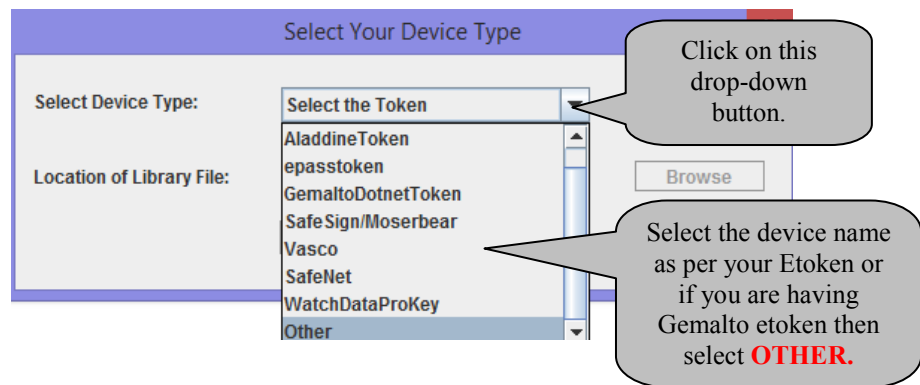 Select Your Device Type
Click on this
drop-down
button.
Select Device Type:
Select the Token
AladdineToken
epasstoken
GemaltoDotnetToken
SafeSign/Moserbear
Vasco
SafeNet
WatchDataProKey
Other
Location of Library File:
Browse
Select the device name
as per your Etoken or
if you are having
Gemalto etoken then
select OTHER.